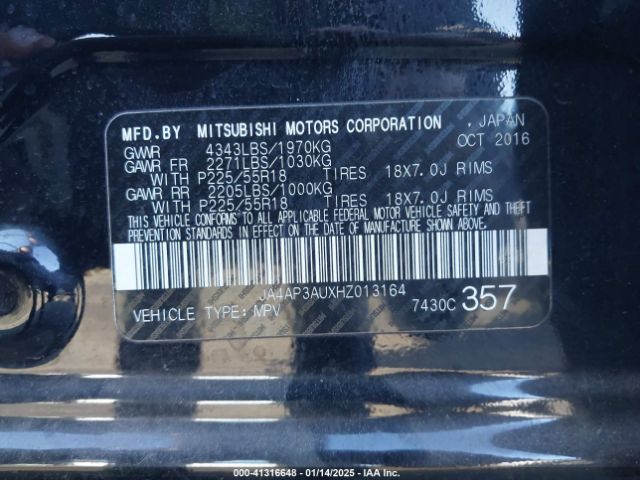 MFD.BY MITSUBISHI MOTORS CORPORATION , JAPAN
GVWR 4343LBS/1970KG OCT 2016
GAWR FR 2271LBS/1030KG
WITH P225/55R18 TIRES 18X7.0J RIMS
GAWR RR 2205LBS/1000KG
WITH P225/55R18 TIRES 18X7.0J RIMS
THIS VEHICLE CONFORMS TO ALL APPLICABLE FEDERAL MOTOR VEHICLE SAFETY AND THEFT
PREVENTION STANDARDS IN EFFECT ON THE DATE OF MANUFACTURE SHOWN ABOVE.
JA4AP3AUXHZ013164
VEHICLE TYPE: MPV 7430C 357
000-41316648 - 01/14/2025 - IAAI.COM